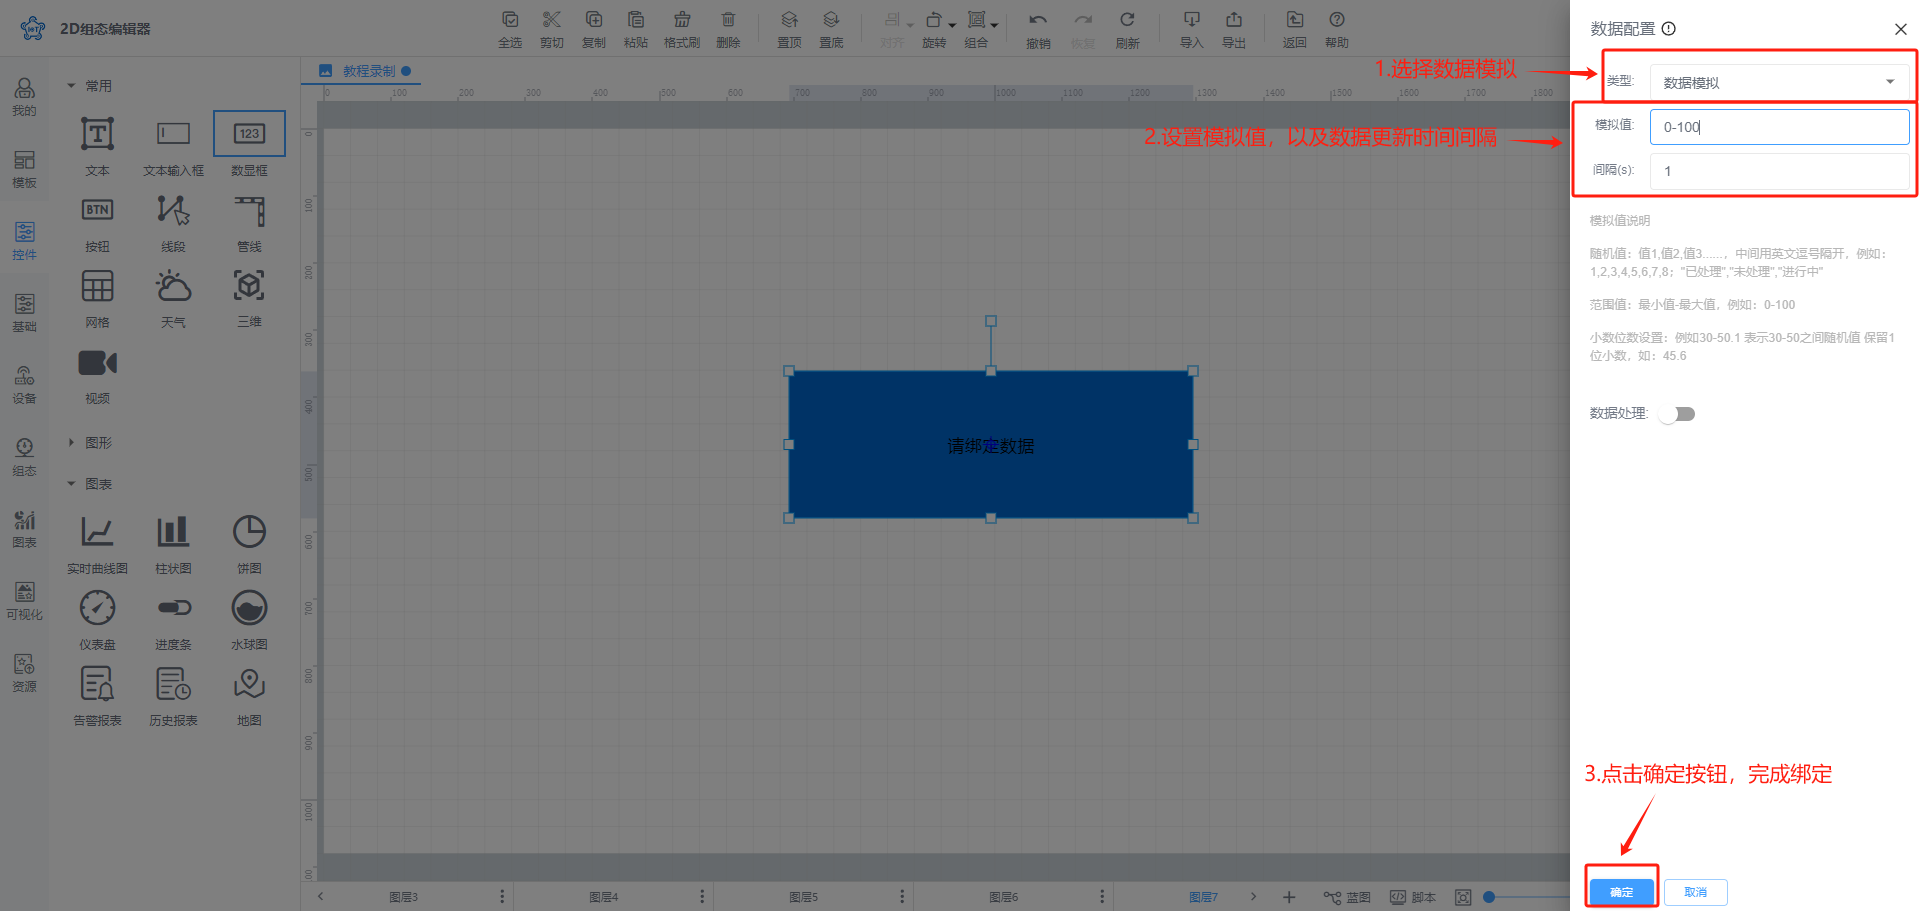 2D组态编辑器
全选 剪切 复制 粘贴 格式刷 删除 置顶 置底 对齐 旋转 组合 撤销 恢复 刷新 导入 导出 返回 帮助
教程录制
0 100 200 300 400 500 600 700 800 900 1000 1100 1200 1300 1400 1500 1600 1700 1800
0
100
200
300
400
500
600
700
800
900
1000
我的
模板
控件
基础
设备
组态
图表
可视化
资源
常用
文本 文本输入框 数显框
123
BTN
按钮 线段 管线
网格 天气 三维
视频
图形
图表
实时曲线图 柱状图 饼图
仪表盘 进度条 水球图
告警报表 历史报表 地图
请绑定数据
1.选择数据模拟
2.设置模拟值，以及数据更新时间间隔
数据配置
类型: 数据模拟
模拟值: 0-100
间隔(s): 1
模拟值说明
随机值：值1,值2,值3......，中间用英文逗号隔开，例如：
1,2,3,4,5,6,7,8；"已处理","未处理","进行中"
范围值：最小值-最大值，例如：0-100
小数位数设置：例如30-50.1 表示30-50之间随机值 保留1
位小数，如：45.6
数据处理:
3.点击确定按钮，完成绑定
确定 取消
图层3 图层4 图层5 图层6 图层7 蓝图 脚本